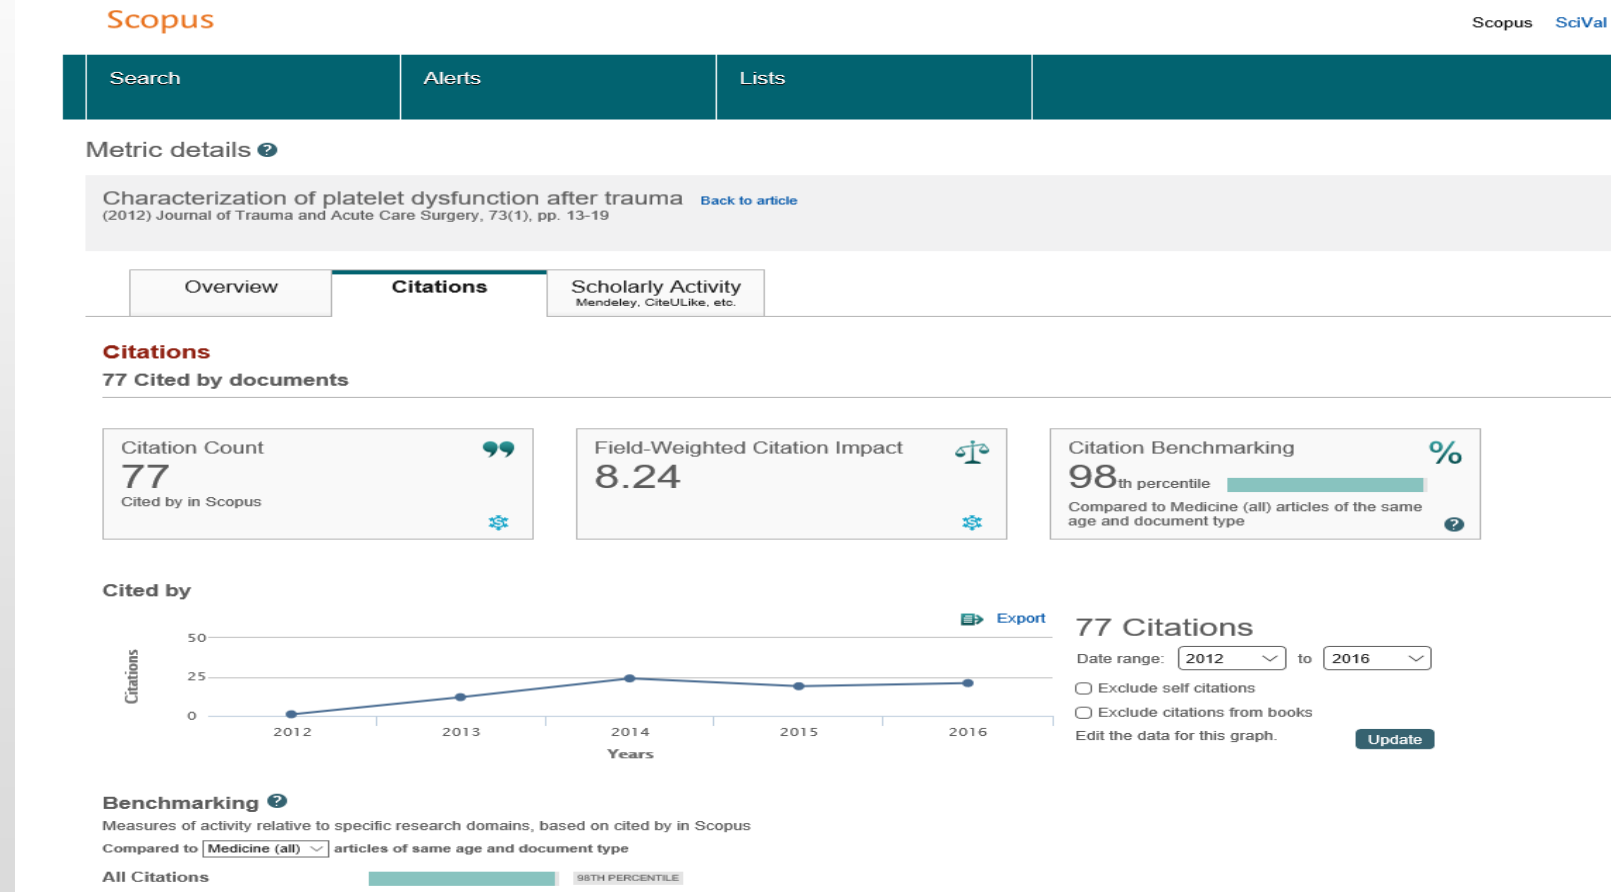 Scopus
Scopus SciVal
Search Alerts Lists
Metric details ?
Characterization of platelet dysfunction after trauma Back to article
(2012) Journal of Trauma and Acute Care Surgery, 73(1), pp. 13-19
Overview Citations Scholarly Activity
Mendeley, CiteULike, etc.
Citations
77 Cited by documents
Citation Count
77
Cited by in Scopus
Field-Weighted Citation Impact
8.24
Citation Benchmarking %
98th percentile
Compared to Medicine (all) articles of the same
age and document type ?
Cited by
Export
50
25
0
Citations
2012 2013 2014 2015 2016
Years
77 Citations
Date range: 2012 to 2016
Exclude self citations
Exclude citations from books
Edit the data for this graph. Update
Benchmarking ?
Measures of activity relative to specific research domains, based on cited by in Scopus
Compared to Medicine (all) articles of same age and document type
All Citations 98TH PERCENTILE